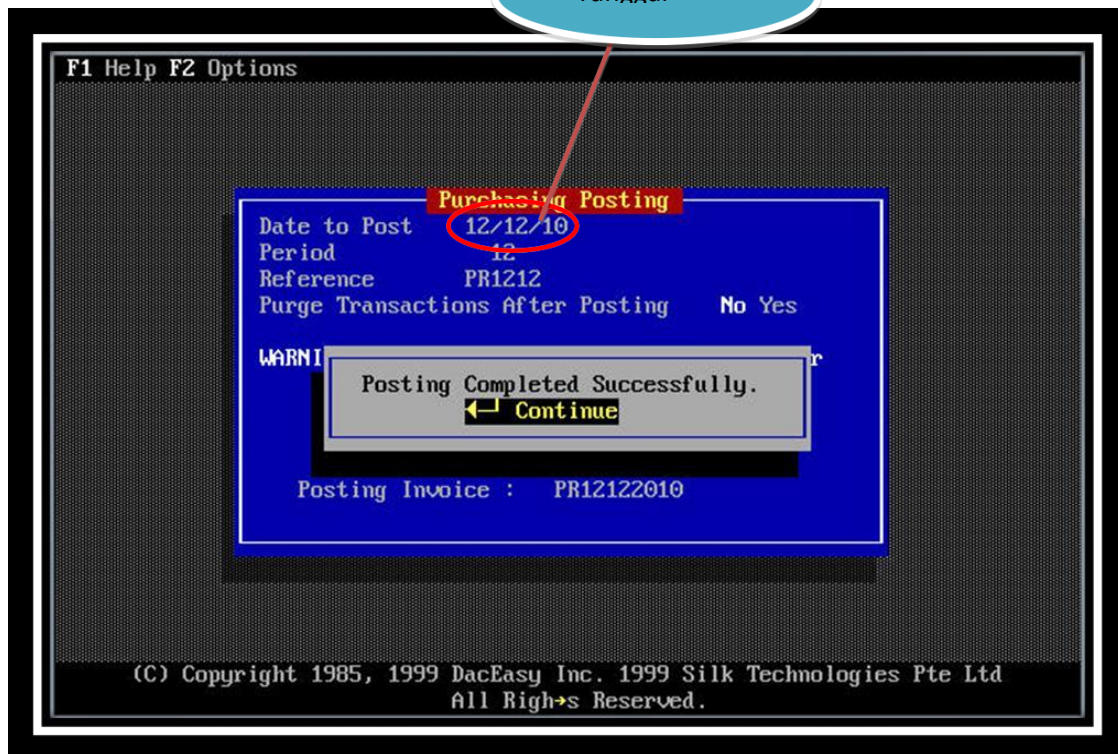 F1 Help F2 Options
Purchasing Posting
Date to Post 12/12/10
Period 12
Reference PR1212
Purge Transactions After Posting No Yes
Posting Completed Successfully.
Continue
Posting Invoice : PR12122010
(C) Copyright 1985, 1999 DacEasy Inc. 1999 Silk Technologies Pte Ltd
All Righ→s Reserved.